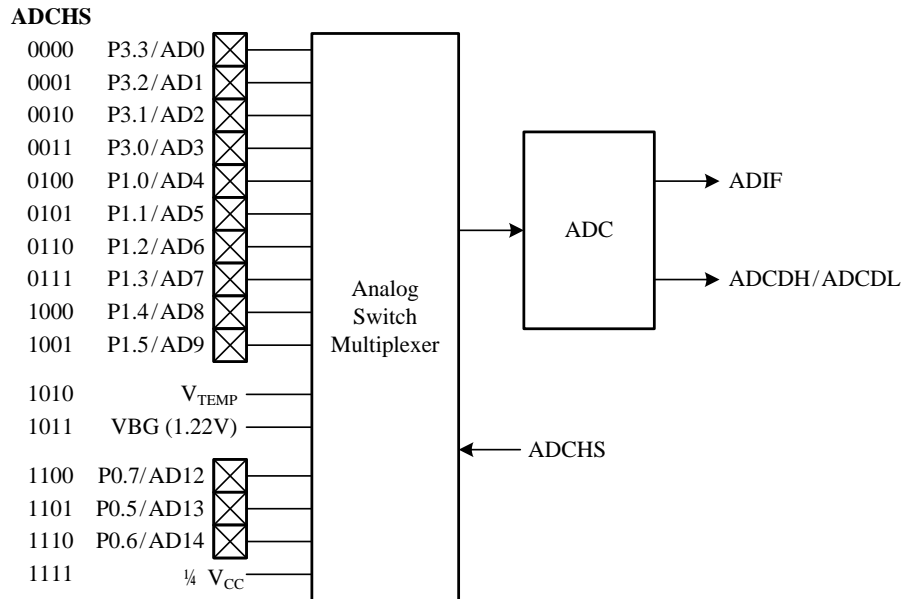 ADCHS
0000 P3.3/AD0
0001 P3.2/AD1
0010 P3.1/AD2
0011 P3.0/AD3
0100 P1.0/AD4
0101 P1.1/AD5
0110 P1.2/AD6
0111 P1.3/AD7
1000 P1.4/AD8
1001 P1.5/AD9
1010 VTEMP
1011 VBG (1.22V)
1100 P0.7/AD12
1101 P0.5/AD13
1110 P0.6/AD14
1111 ¼ VCC
Analog
Switch
Multiplexer
ADC
ADIF
ADCDH/ADCDL
ADCHS